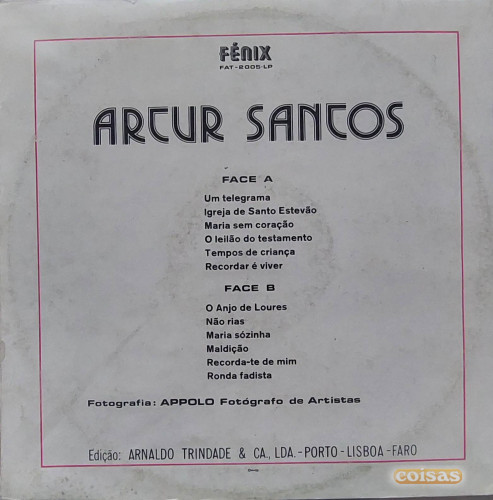 FÉNIX
FAT-2005-LP
ARTUR SANTOS
FACE A
Um telegrama
Igreja de Santo Estevão
Maria sem coração
O leilão do testamento
Tempos de criança
Recordar é viver
FACE B
O Anjo de Loures
Não rias
Maria sózinha
Maldição
Recorda-te de mim
Ronda fadista
Fotografia: APPOLO Fotógrafo de Artistas
Edição: ARNALDO TRINDADE & CA., LDA.-PORTO-LISBOA-FARO
coisas